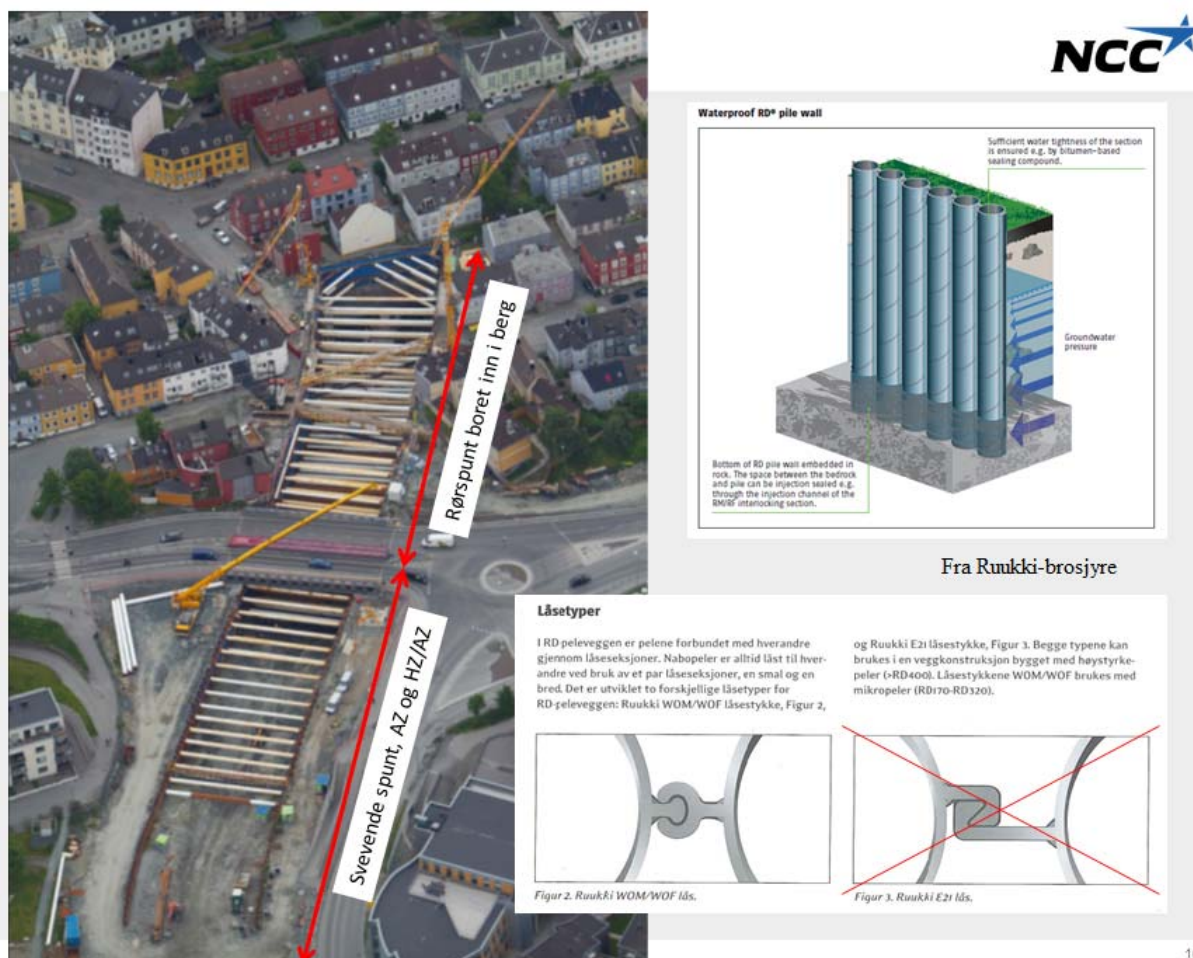 NCC
Waterproof RD® pile wall
Sufficient water tightness of the section
is ensured e.g. by bitumen-based
sealing compound.
Groundwater
pressure
Bottom of RD pile wall embedded in
rock. The space between the bedrock
and pile can be injection sealed e.g.
through the injection channel of the
RM/RF interlocking section.
Rørspunt boret inn i berg
Svevende spunt, AZ og HZ/AZ
Fra Ruukki-brosjyre
Låsetyper
I RD peleveggen er pelene forbundet med hverandre
gjennom låseseksjoner. Nabopeler er alltid låst til hver-
andre ved bruk av et par låseseksjoner, en smal og en
bred. Det er utviklet to forskjellige låsetyper for
RD-peleveggen: Ruukki WOM/WOF låsestykke, Figur 2,
og Ruukki E21 låsestykke, Figur 3. Begge typene kan
brukes i en veggkonstruksjon bygget med høystyrke-
peler (>RD400). Låsestykkene WOM/WOF brukes med
mikropeler (RD170-RD320).
Figur 2. Ruukki WOM/WOF lås.
Figur 3. Ruukki E21 lås.